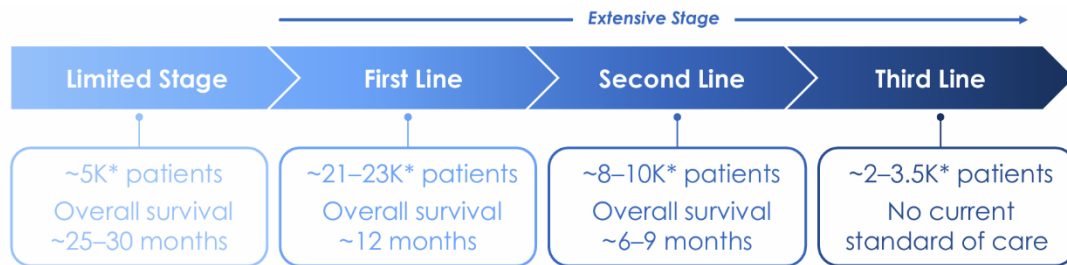 Extensive Stage
Limited Stage
First Line
Second Line
Third Line
~5K* patients
Overall survival
~25–30 months
~21–23K* patients
Overall survival
~12 months
~8–10K* patients
Overall survival
~6–9 months
~2–3.5K* patients
No current
standard of care